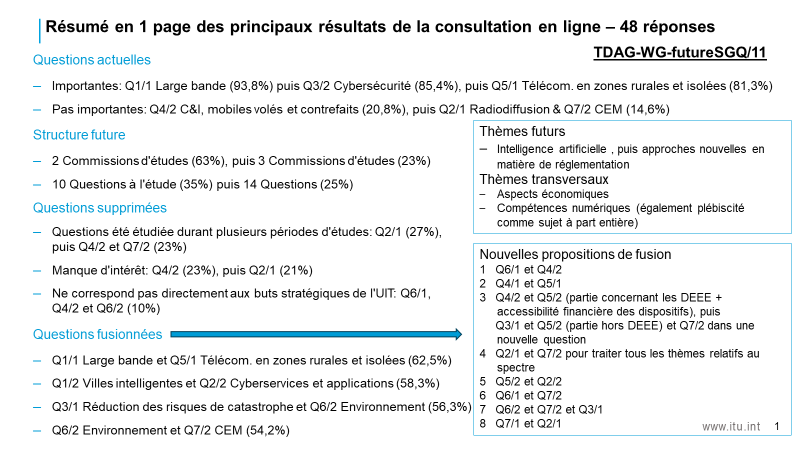 Résumé en 1 page des principaux résultats de la consultation en ligne – 48 réponses
TDAG-WG-futureSGQ/11
Questions actuelles
– Importantes: Q1/1 Large bande (93,8%) puis Q3/2 Cybersécurité (85,4%), puis Q5/1 Télécom. en zones rurales et isolées (81,3%)
– Pas importantes: Q4/2 C&I, mobiles volés et contrefaits (20,8%), puis Q2/1 Radiodiffusion & Q7/2 CEM (14,6%)
Structure future
– 2 Commissions d'études (63%), puis 3 Commissions d'études (23%)
– 10 Questions à l'étude (35%) puis 14 Questions (25%)
Questions supprimées
– Questions été étudiée durant plusieurs périodes d'études: Q2/1 (27%),
puis Q4/2 et Q7/2 (23%)
– Manque d'intérêt: Q4/2 (23%), puis Q2/1 (21%)
– Ne correspond pas directement aux buts stratégiques de l'UIT: Q6/1,
Q4/2 et Q6/2 (10%)
Questions fusionnées
– Q1/1 Large bande et Q5/1 Télécom. en zones rurales et isolées (62,5%)
– Q1/2 Villes intelligentes et Q2/2 Cyberservices et applications (58,3%)
– Q3/1 Réduction des risques de catastrophe et Q6/2 Environnement (56,3%)
– Q6/2 Environnement et Q7/2 CEM (54,2%)
Thèmes futurs
– Intelligence artificielle , puis approches nouvelles en
matière de réglementation
Thèmes transversaux
– Aspects économiques
– Compétences numériques (également plébiscité
comme sujet à part entière)
Nouvelles propositions de fusion
1 Q6/1 et Q4/2
2 Q4/1 et Q5/1
3 Q4/2 et Q5/2 (partie concernant les DEEE +
accessibilité financière des dispositifs), puis
Q3/1 et Q5/2 (partie hors DEEE) et Q7/2 dans une
nouvelle question
4 Q2/1 et Q7/2 pour traiter tous les thèmes relatifs au
spectre
5 Q5/2 et Q2/2
6 Q6/1 et Q7/2
7 Q6/2 et Q7/2 et Q3/1
8 Q7/1 et Q2/1
www.itu.int 1